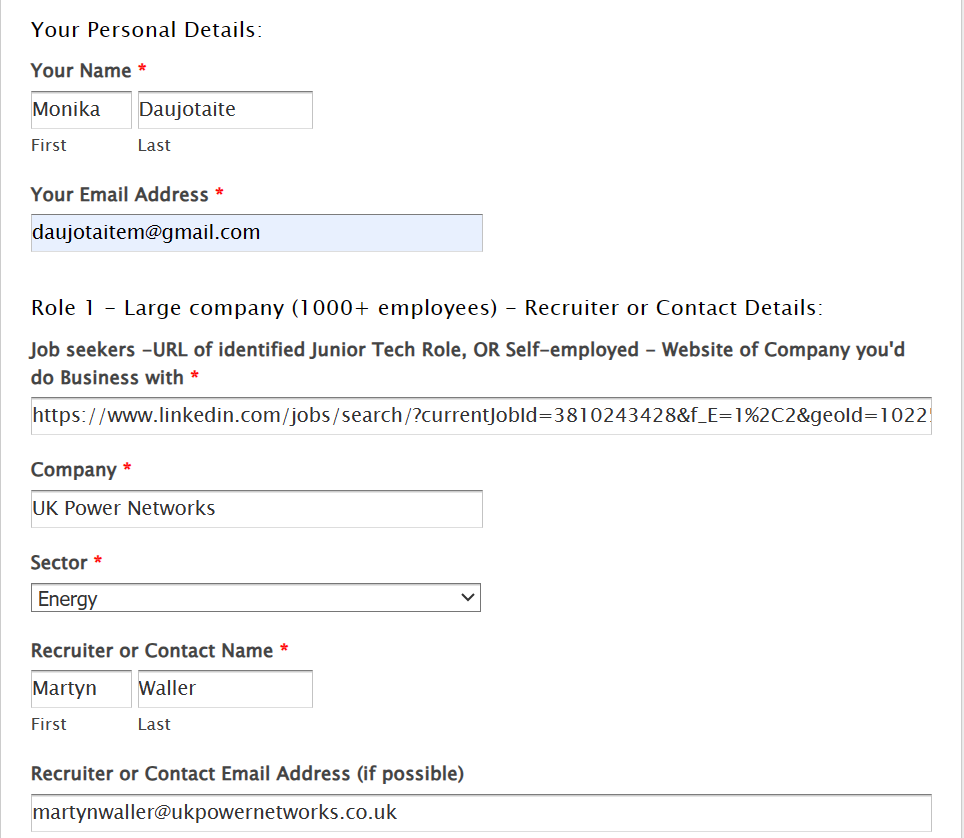 Your Personal Details:
Your Name *
Monika Daujotaite
First Last
Your Email Address *
daujotaitem@gmail.com
Role 1 – Large company (1000+ employees) – Recruiter or Contact Details:
Job seekers –URL of identified Junior Tech Role, OR Self-employed – Website of Company you'd
do Business with *
https://www.linkedin.com/jobs/search/?currentJobId=3810243428&f_E=1%2C2&geoId=1022
Company *
UK Power Networks
Sector *
Energy
Recruiter or Contact Name *
Martyn Waller
First Last
Recruiter or Contact Email Address (if possible)
martynwaller@ukpowernetworks.co.uk